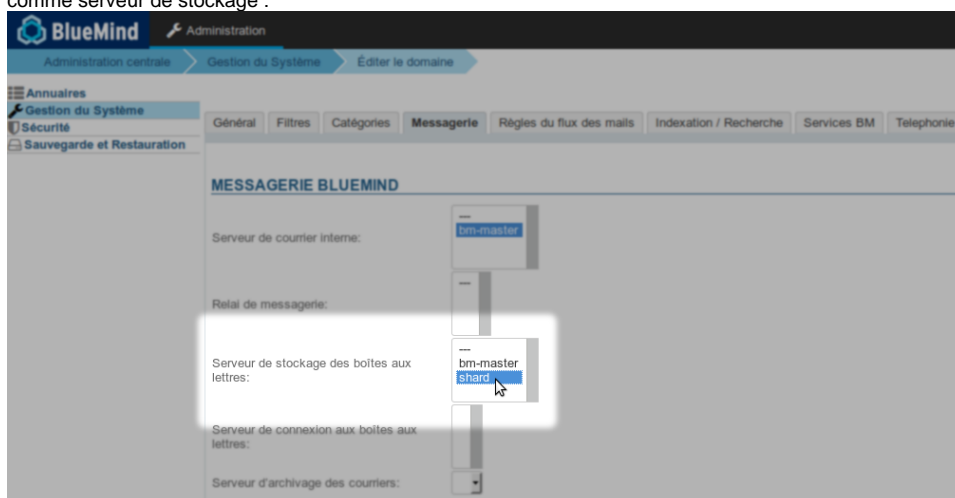 comme serveur de stockage :
BlueMind Administration
Administration centrale Gestion du Système Éditer le domaine
Annuaires
Gestion du Système
Sécurité
Sauvegarde et Restauration
Général Filtres Catégories Messagerie Règles du flux des mails Indexation / Recherche Services BM Telephonie
MESSAGERIE BLUEMIND
Serveur de courrier interne:
---
bm-master
Relai de messagerie:
---
Serveur de stockage des boîtes aux
lettres:
---
bm-master
shard
Serveur de connexion aux boîtes aux
lettres:
Serveur d'archivage des courriers: